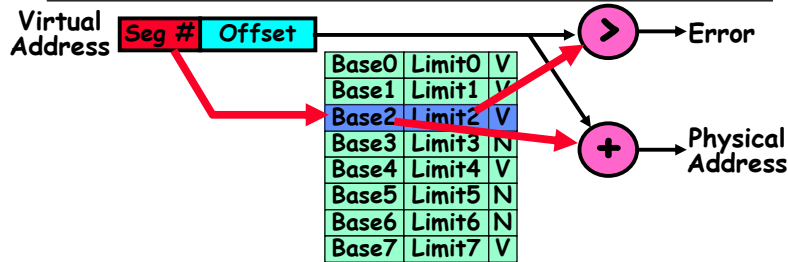 Virtual
Address
Seg #
Offset
>
Error
Base0 Limit0 V
Base1 Limit1 V
Base2 Limit2 V
Base3 Limit3 N
Base4 Limit4 V
Base5 Limit5 N
Base6 Limit6 N
Base7 Limit7 V
+
Physical
Address